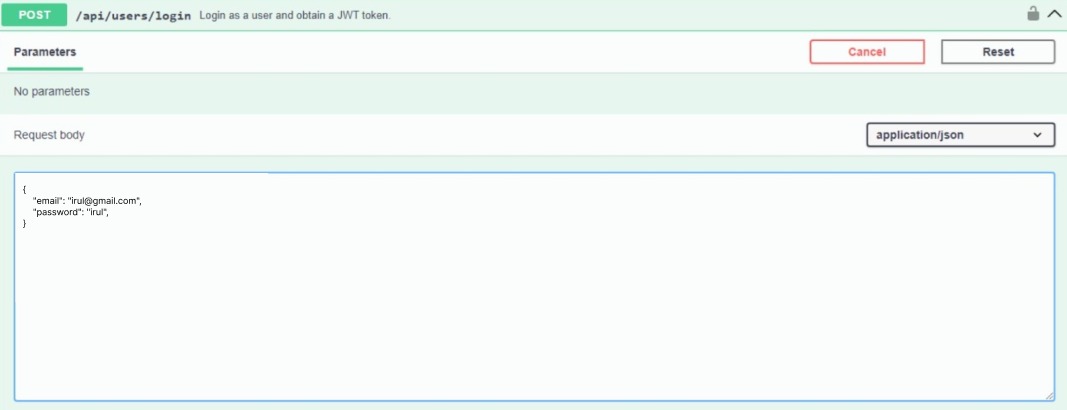 POST /api/users/login Login as a user and obtain a JWT token.
Parameters Cancel Reset
No parameters
Request body application/json
{
"email": "irul@gmail.com",
"password": "irul",
}